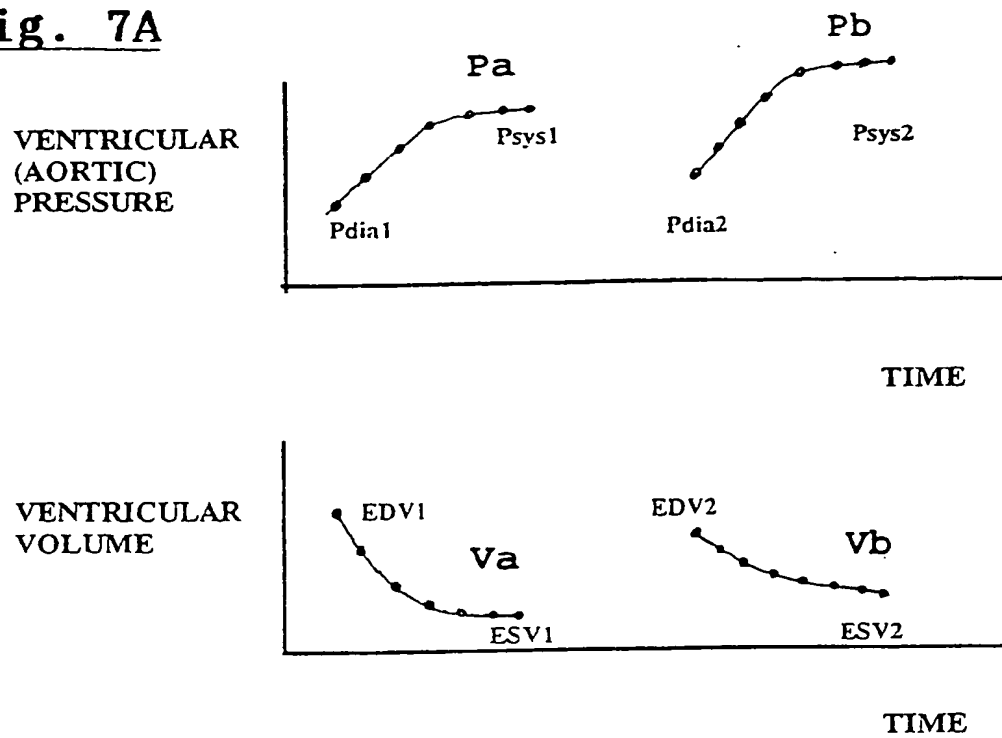 ig. 7A
Pa
Pb
VENTRICULAR
(AORTIC)
PRESSURE
Psys1
Psys2
Pdia1
Pdia2
TIME
VENTRICULAR
VOLUME
EDV1
EDV2
Va
Vb
ESV1
ESV2
TIME